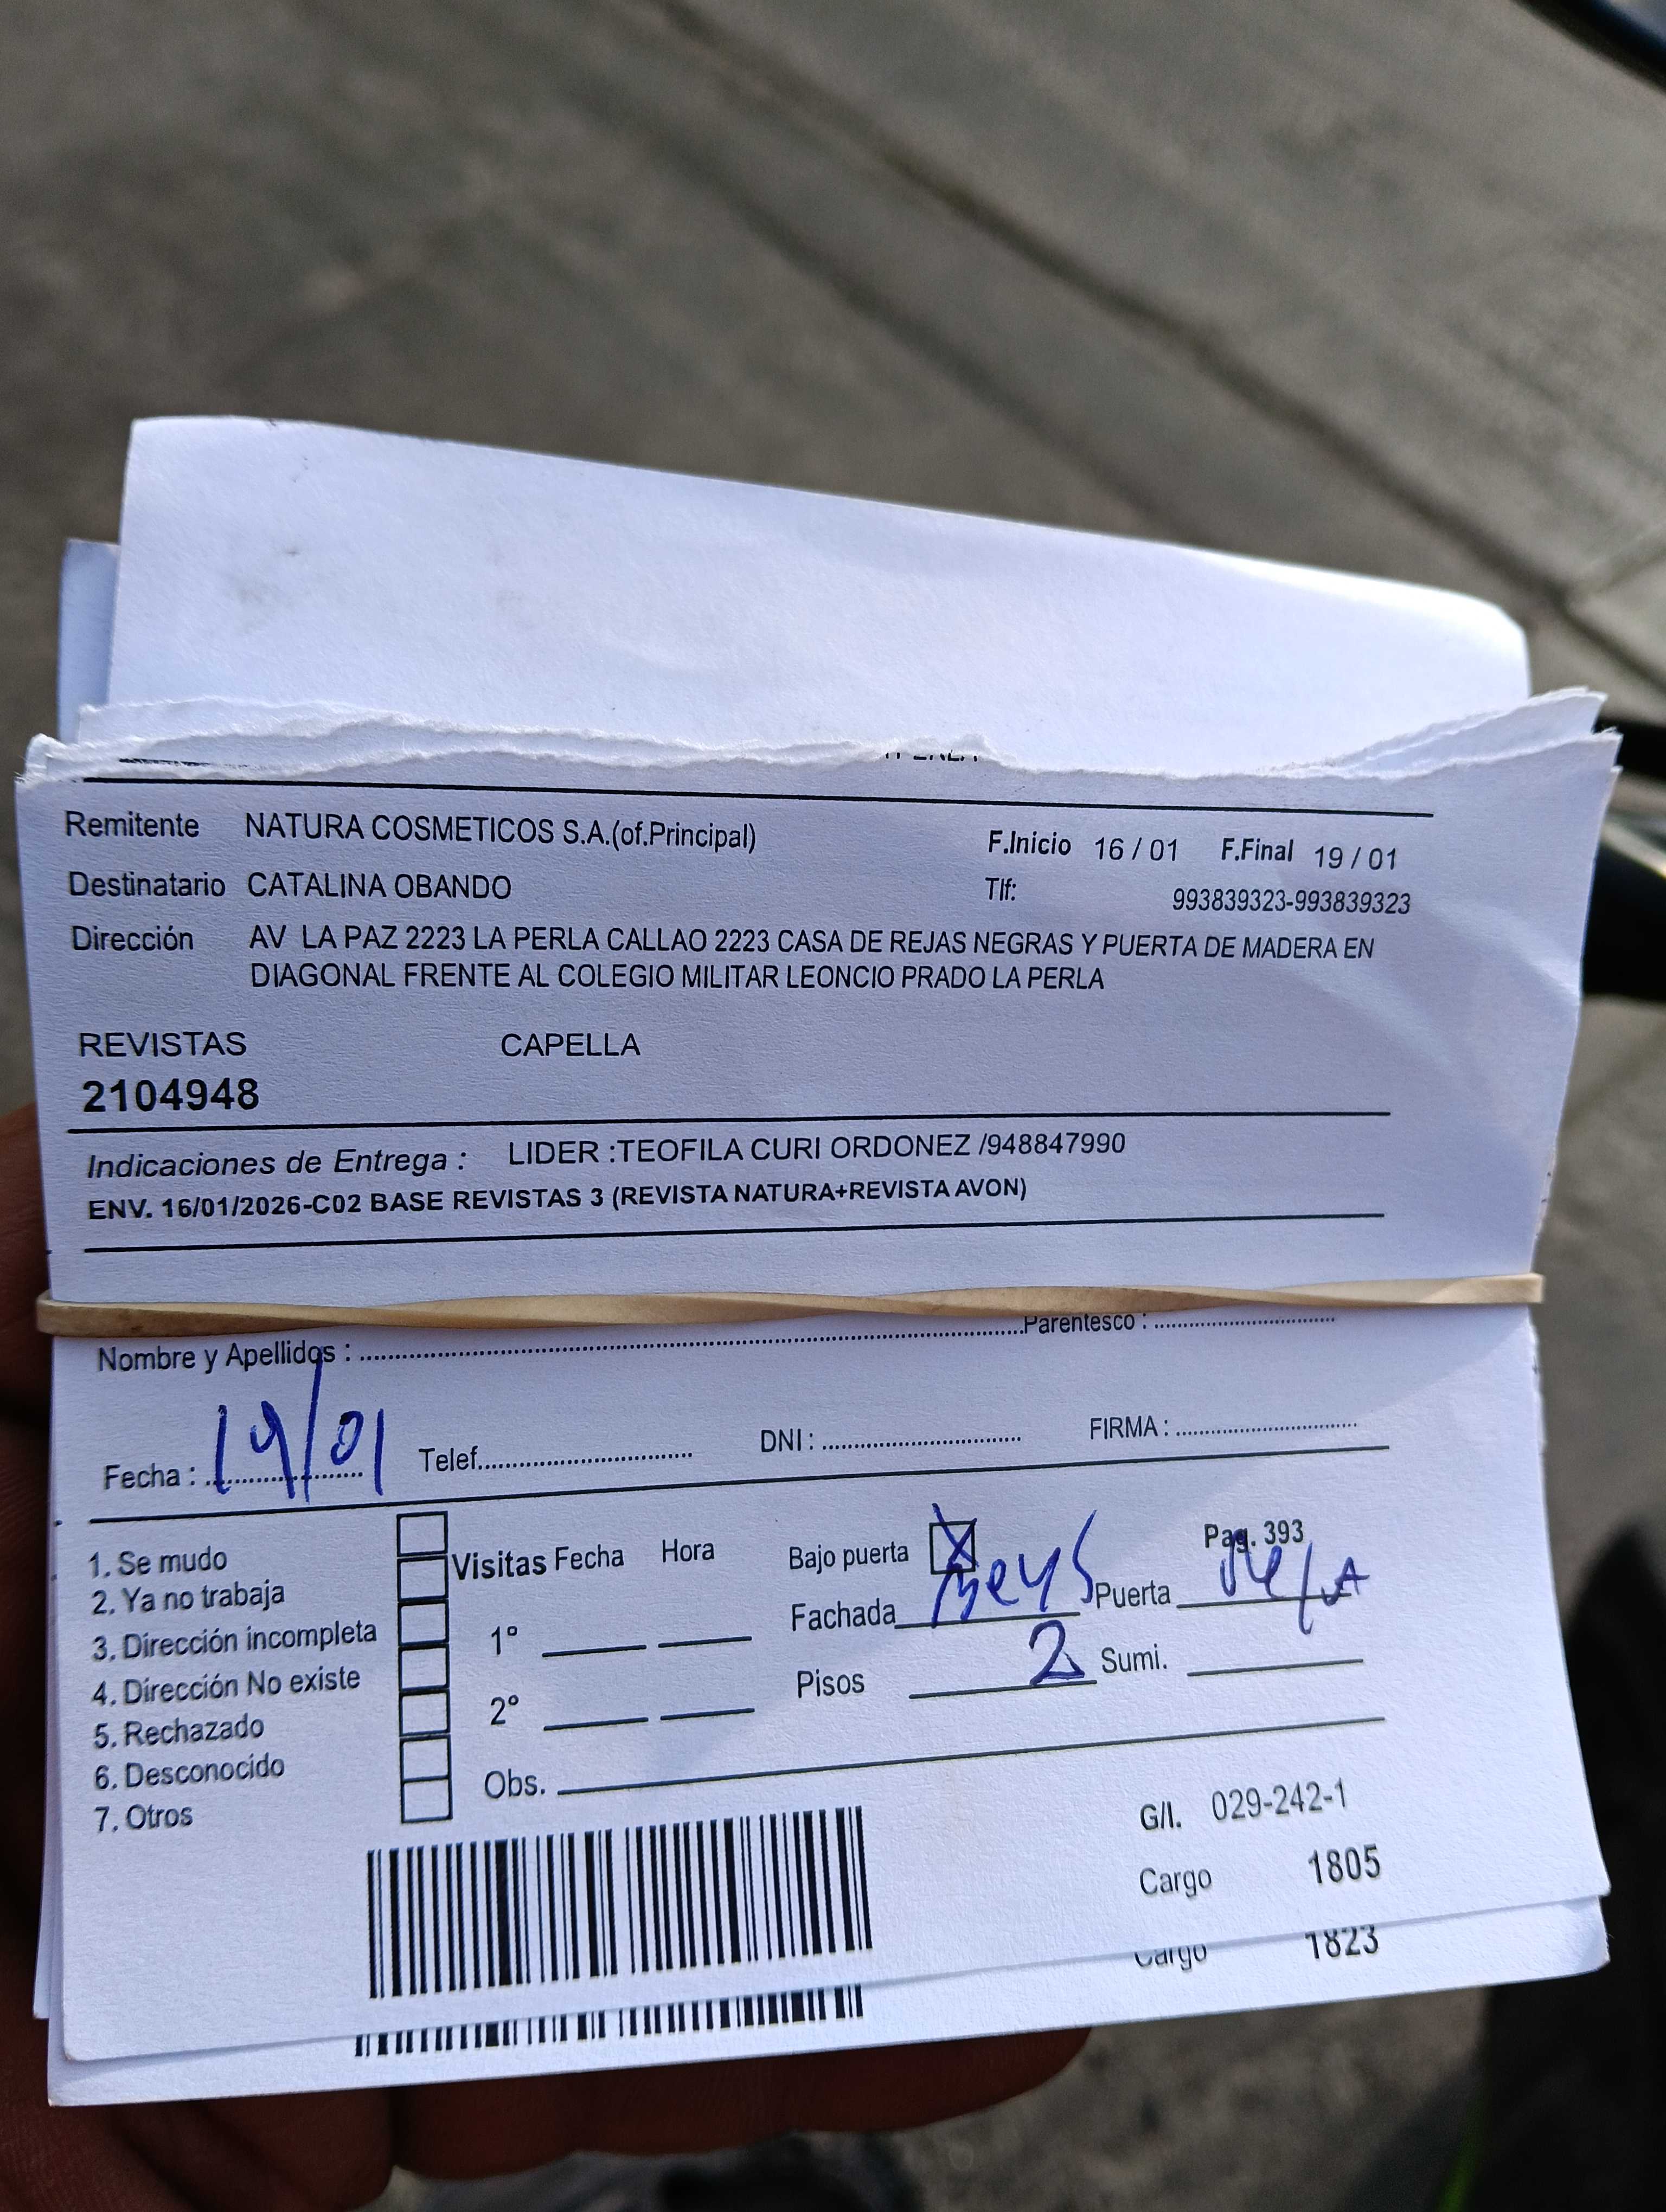 Remitente NATURA COSMETICOS S.A.(of.Principal) F.Inicio 16 / 01 F.Final 19 / 01
Destinatario CATALINA OBANDO Tlf: 993839323-993839323
Dirección AV LA PAZ 2223 LA PERLA CALLAO 2223 CASA DE REJAS NEGRAS Y PUERTA DE MADERA EN
DIAGONAL FRENTE AL COLEGIO MILITAR LEONCIO PRADO LA PERLA
REVISTAS CAPELLA
2104948
Indicaciones de Entrega : LIDER :TEOFILA CURI ORDONEZ /948847990
ENV. 16/01/2026-C02 BASE REVISTAS 3 (REVISTA NATURA+REVISTA AVON)
Nombre y Apellidos : Parentesco :
Fecha : 19/01 Telef. DNI : FIRMA :
1. Se mudo
2. Ya no trabaja
3. Dirección incompleta
4. Dirección No existe
5. Rechazado
6. Desconocido
7. Otros
Visitas Fecha Hora
1°
2°
Obs.
Bajo puerta X Pag. 393
Fachada Puerta
Pisos 2 Sumi.
G/I. 029-242-1
Cargo 1805
Cargo 1823